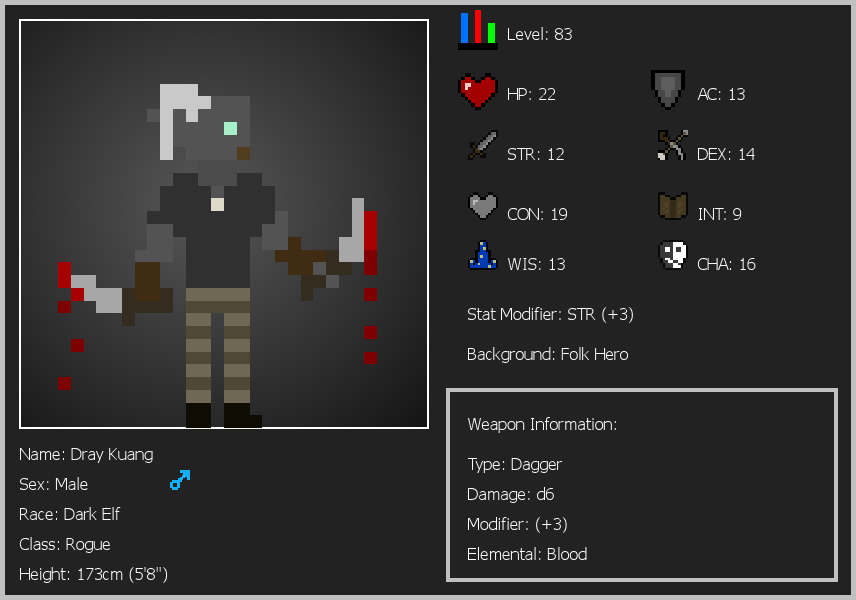 Level: 83
HP: 22
AC: 13
STR: 12
DEX: 14
CON: 19
INT: 9
WIS: 13
CHA: 16
Stat Modifier: STR (+3)
Background: Folk Hero
Weapon Information:
Type: Dagger
Damage: d6
Modifier: (+3)
Elemental: Blood
Name: Dray Kuang
Sex: Male
Race: Dark Elf
Class: Rogue
Height: 173cm (5'8")